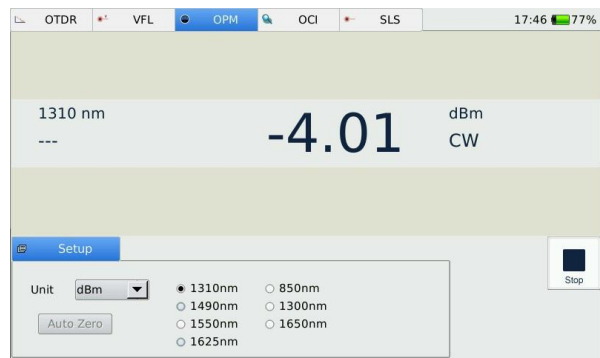 OTDR VFL OPM OCI SLS 17:46 77%
1310 nm -4.01 dBm
--- CW
Setup
Unit dBm 1310nm 850nm
1490nm 1300nm
Auto Zero 1550nm 1650nm
1625nm
Stop